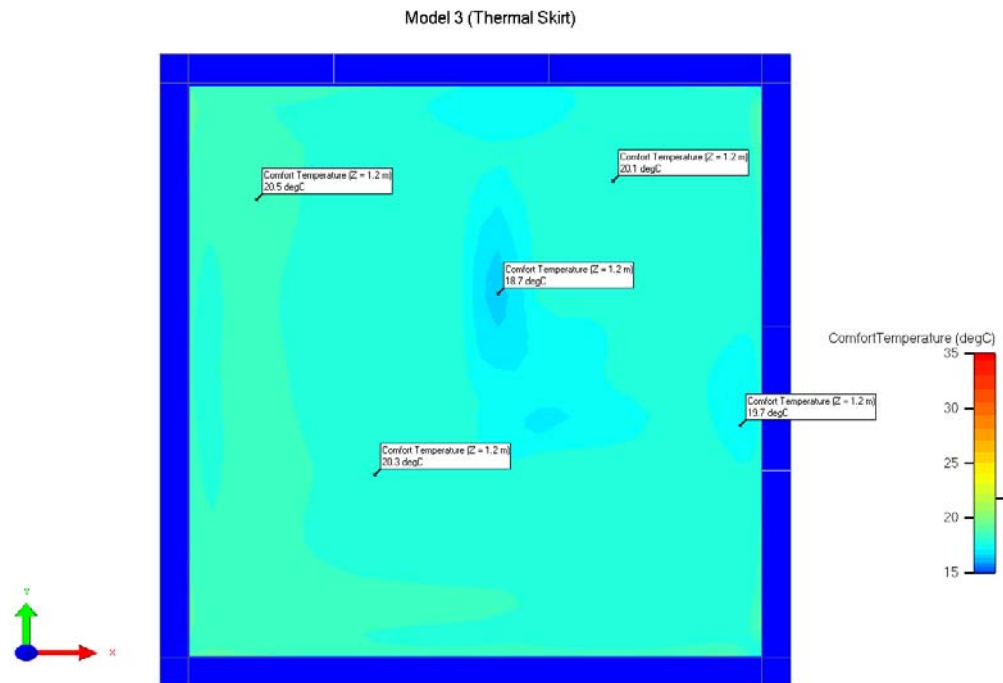 Model 3 (Thermal Skirt)
Comfort Temperature (Z = 1.2 m)
20.1 degC
Comfort Temperature (Z = 1.2 m)
20.5 degC
Comfort Temperature (Z = 1.2 m)
18.7 degC
ComfortTemperature (degC)
35
30
25
20
15
Comfort Temperature (Z = 1.2 m)
19.7 degC
Comfort Temperature (Z = 1.2 m)
20.3 degC
Y
X